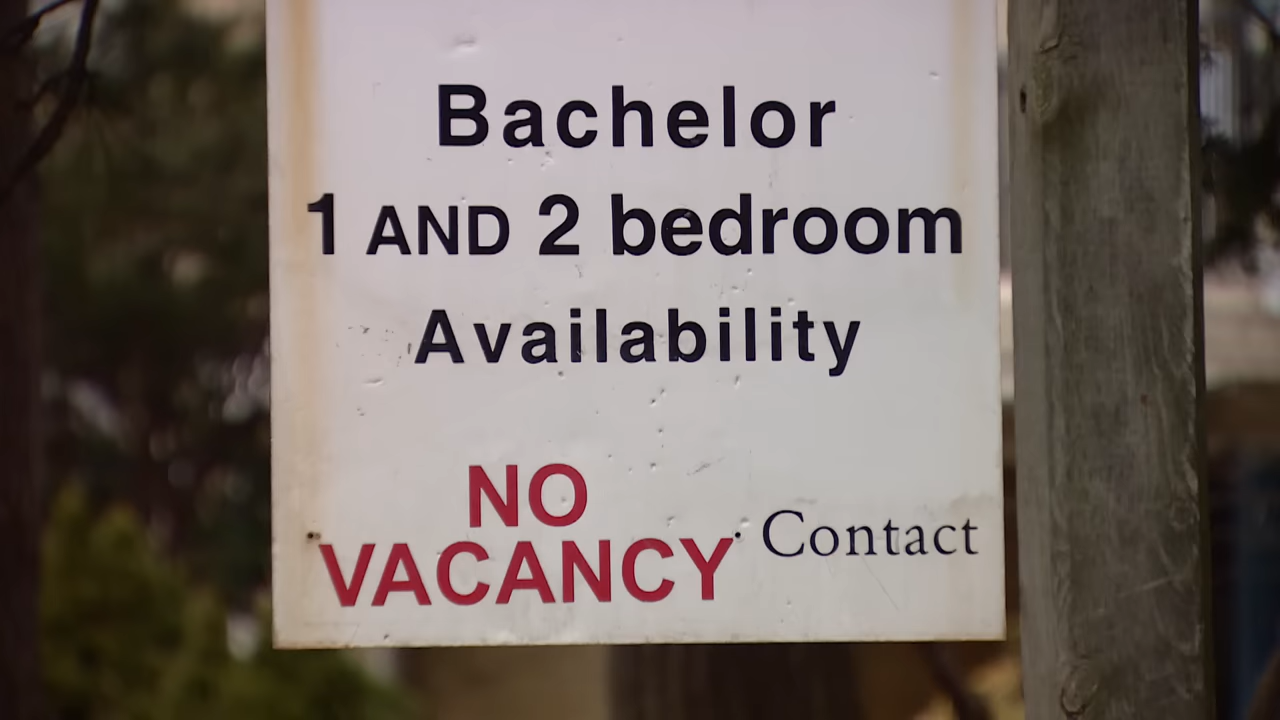 Bachelor
1 AND 2 bedroom
Availability
NO
VACANCY
Contact